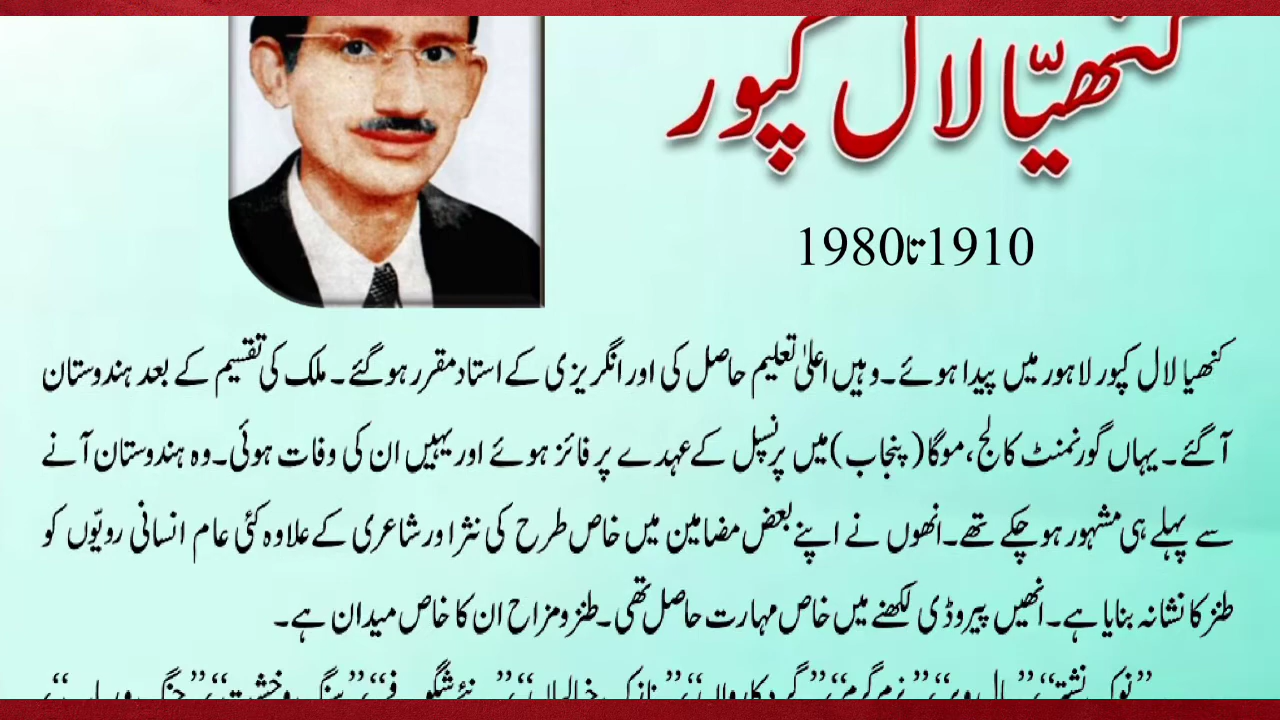 کنھیّا لال کپور
1910تا1980
کنھیا لال کپور لاہور میں پیدا ہوئے۔ وہیں اعلیٰ تعلیم حاصل کی اور انگریزی کے استاد مقرر ہوگئے۔ ملک کی تقسیم کے بعد ہندوستان
آگئے۔ یہاں گورنمنٹ کالج، موگا (پنجاب) میں پرنسپل کے عہدے پر فائز ہوئے اور یہیں ان کی وفات ہوئی۔ وہ ہندوستان آنے
سے پہلے ہی مشہور ہوچکے تھے۔ انھوں نے اپنے بعض مضامین میں خاص طرح کی نثر اور شاعری کے علاوہ کئی عام انسانی رویّوں کو
طنز کا نشانہ بنایا ہے۔ انھیں پیروڈی لکھنے میں خاص مہارت حاصل تھی۔ طنز و مزاح ان کا خاص میدان ہے۔